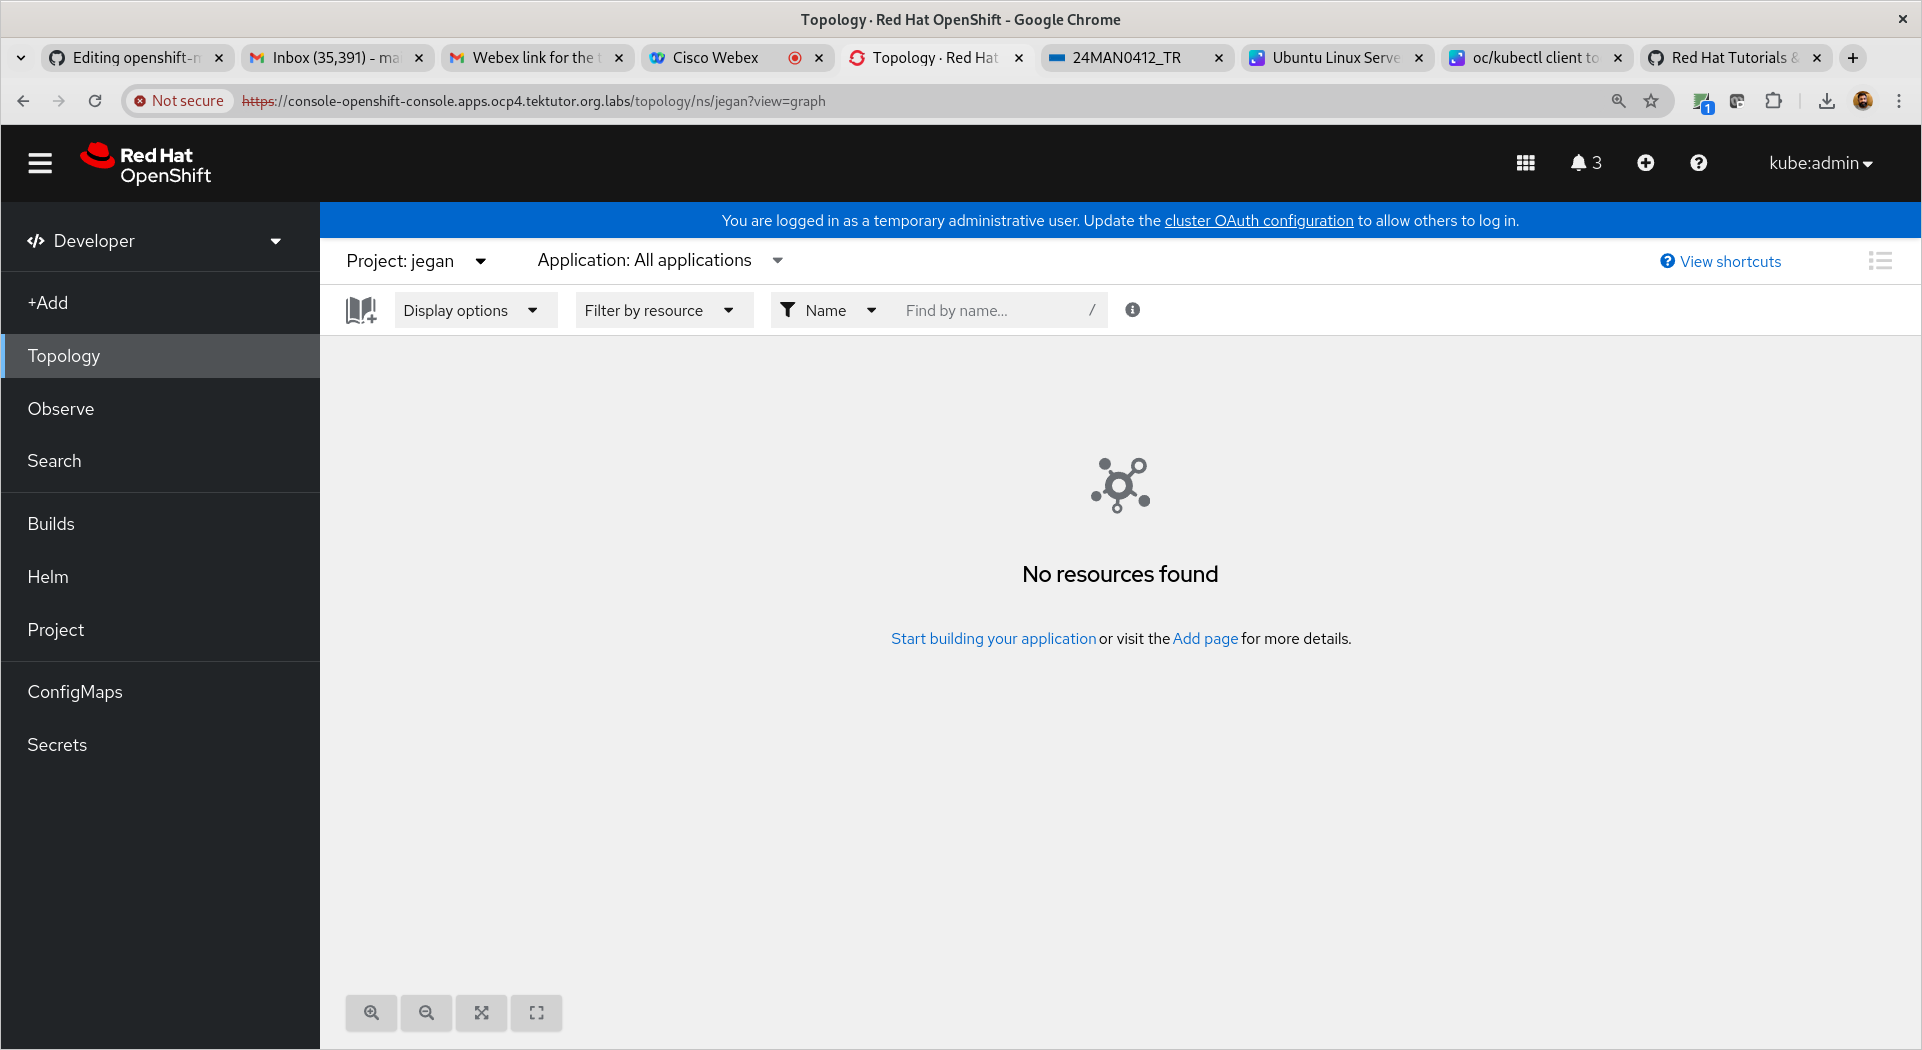 Topology · Red Hat OpenShift - Google Chrome
Editing openshift-m
Inbox (35,391) - ma
Webex link for the t
Cisco Webex
Topology · Red Hat
24MAN0412_TR
Ubuntu Linux Serve
oc/kubectl client to
Red Hat Tutorials &
Not secure
https://console-openshift-console.apps.ocp4.tektutor.org.labs/topology/ns/jegan?view=graph
1
Red Hat
OpenShift
3
kube:admin
You are logged in as a temporary administrative user. Update the cluster OAuth configuration to allow others to log in.
Developer
+Add
Topology
Observe
Search
Builds
Helm
Project
ConfigMaps
Secrets
Project: jegan
Application: All applications
View shortcuts
Display options
Filter by resource
Name
Find by name...
/
No resources found
Start building your application or visit the Add page for more details.